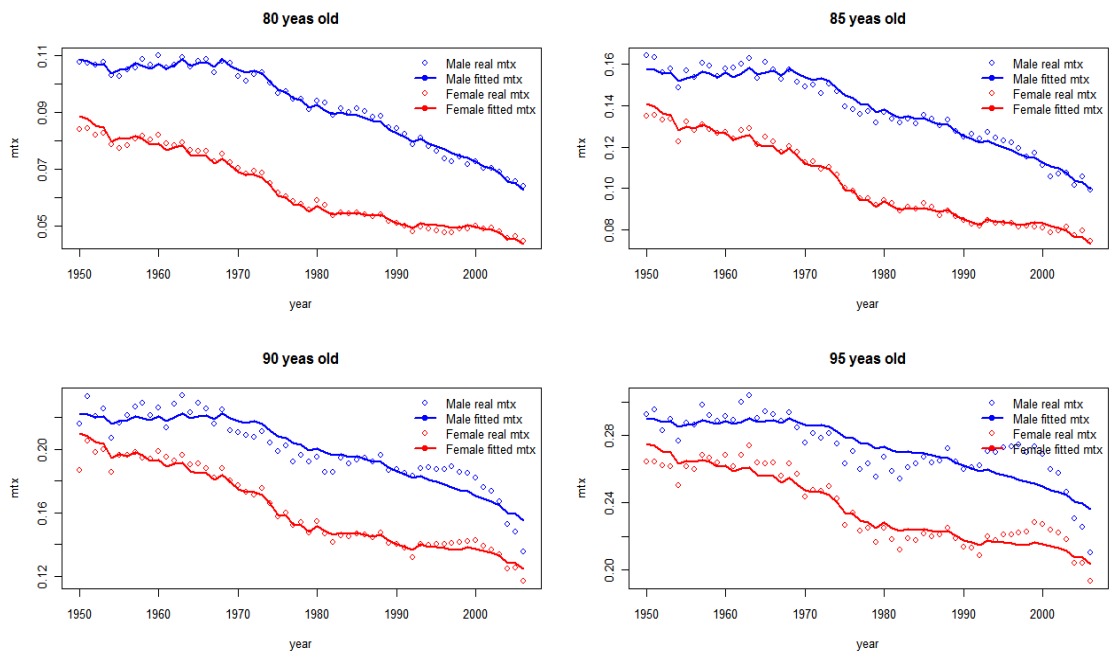 80 yeas old
mtx
0.05 0.07 0.09 0.11
Male real mtx
Male fitted mtx
Female real mtx
Female fitted mtx
1950 1960 1970 1980 1990 2000
year
85 yeas old
mtx
0.08 0.10 0.12 0.14 0.16
Male real mtx
Male fitted mtx
Female real mtx
Female fitted mtx
1950 1960 1970 1980 1990 2000
year
90 yeas old
mtx
0.12 0.16 0.20
Male real mtx
Male fitted mtx
Female real mtx
Female fitted mtx
1950 1960 1970 1980 1990 2000
year
95 yeas old
mtx
0.20 0.24 0.28
Male real mtx
Male fitted mtx
Female real mtx
Female fitted mtx
1950 1960 1970 1980 1990 2000
year